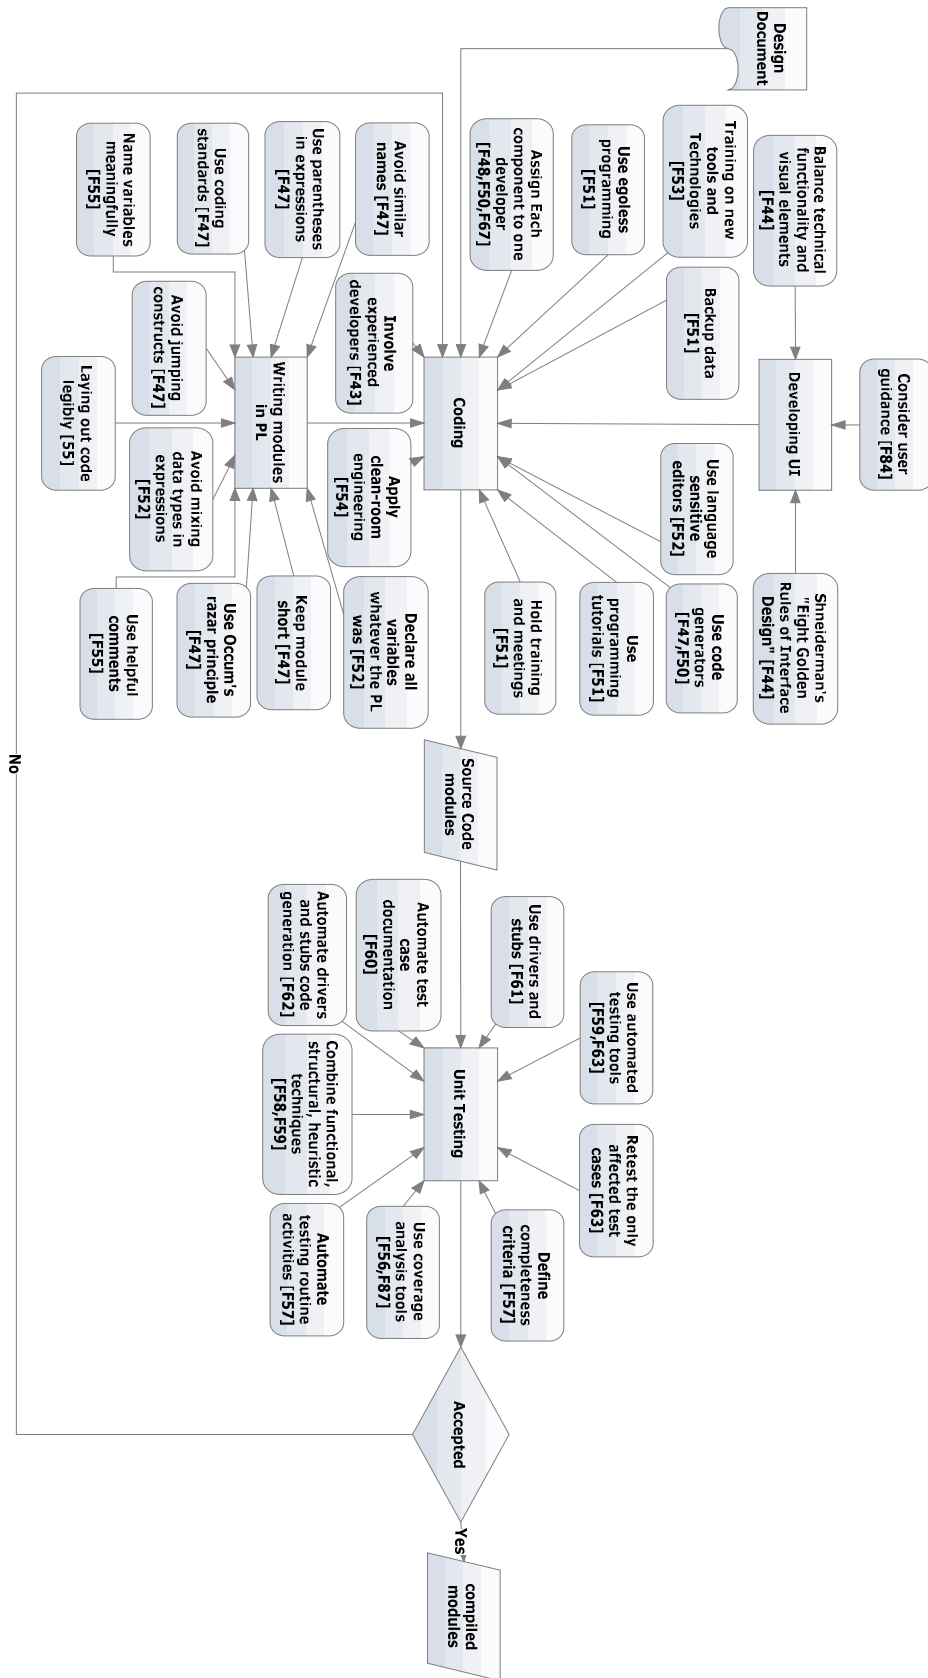 Design
Document
Consider user
guidance [F84]
Balance technical
functionality and
visual elements
[F44]
Developing UI
Shneiderman's
"Eight Golden
Rules of Interface
Design" [F44]
Training on new
tools and
Technologies
[F53]
Backup data
[F51]
Use language
sensitive
editors [F52]
Use code
generators
[F47,F50]
Use egoless
programming
[F51]
Use
programming
tutorials [F51]
Assign Each
component to one
developer
[F48,F50,F67]
Hold training
and meetings
[F51]
Coding
Involve
experienced
developers [F43]
Apply
clean-room
engineering
[F54]
Avoid similar
names [F47]
Declare all
variables
whatever the PL
was [F52]
Use parentheses
in expressions
[F47]
Writing modules
in PL
Keep module
short [F47]
Use coding
standards [F47]
Use Occum's
razar principle
[F47]
Avoid jumping
constructs [F47]
Avoid mixing
data types in
expressions
[F52]
Name variables
meaningfully
[F55]
Laying out code
legibly [55]
Use helpful
comments
[F55]
Source Code
modules
Use automated
testing tools
[F59,F63]
Retest the only
affected test
cases [F63]
Use drivers and
stubs [F61]
Define
completeness
criteria [F57]
Unit Testing
Automate test
case
documentation
[F60]
Use coverage
analysis tools
[F56,F87]
Automate drivers
and stubs code
generation [F62]
Combine functional,
structural, heuristic
techniques
[F58,F59]
Automate
testing routine
activities [F57]
Accepted
Yes
compiled
modules
No